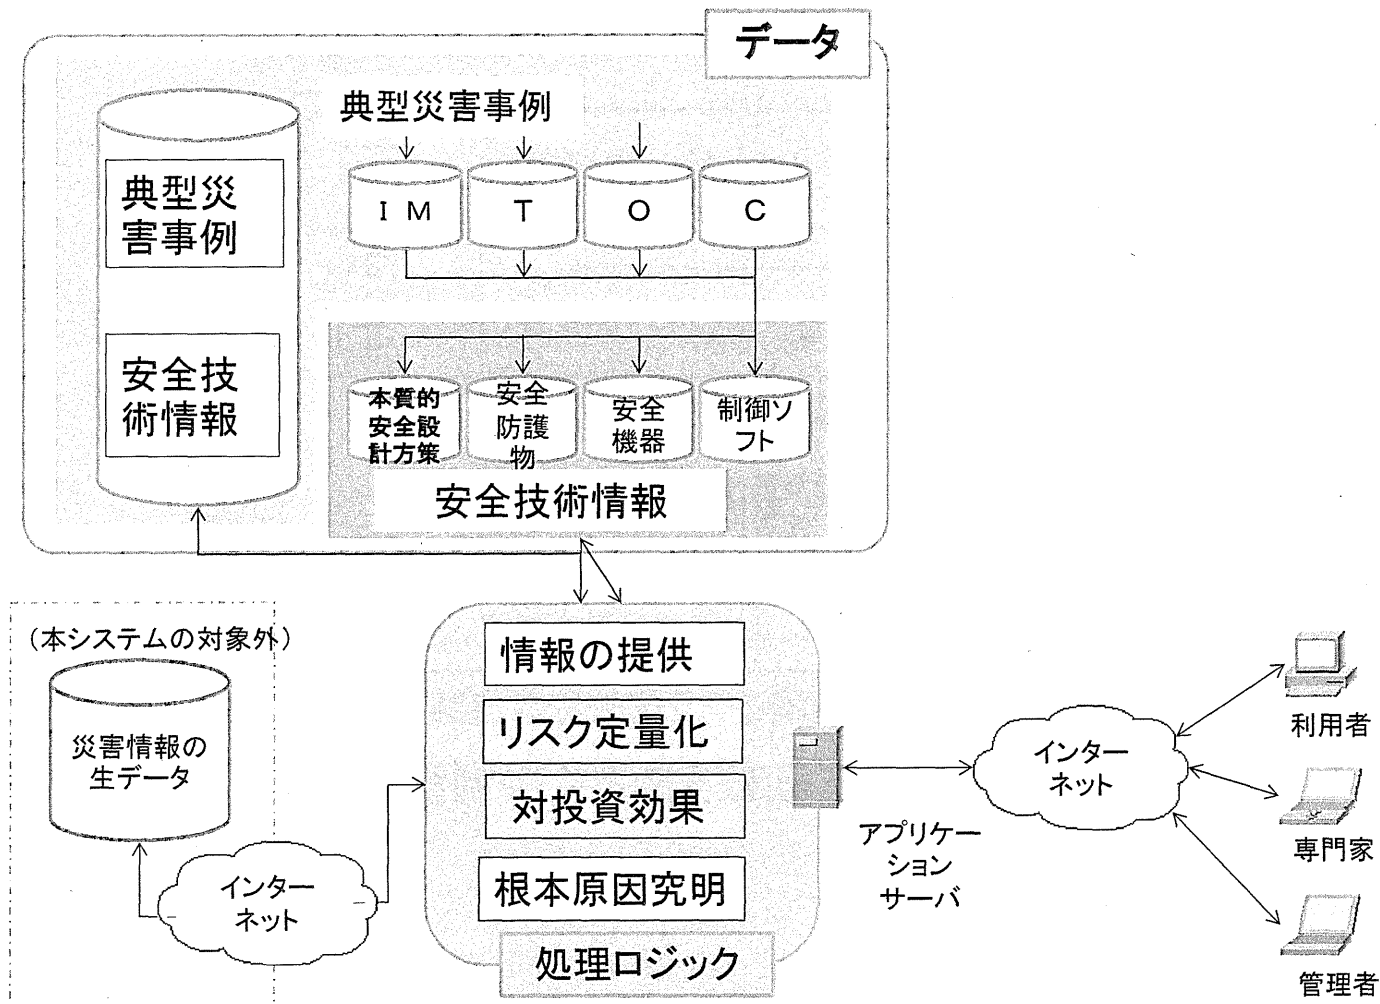 データ
典型災害事例
典型災
害事例
I M
T
O
C
安全技
術情報
本質的
安全設
計方策
安全
防護
物
安全
機器
制御ソ
フト
安全技術情報
(本システムの対象外)
災害情報の
生データ
インター
ネット
情報の提供
リスク定量化
対投資効果
根本原因究明
処理ロジック
アプリケー
ション
サーバ
インター
ネット
利用者
専門家
管理者